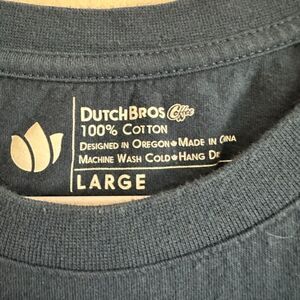 DUTCHBROS Coffee
100% COTTON
DESIGNED IN OREGON MADE IN
MACHINE WASH COLD HANG
LARGE